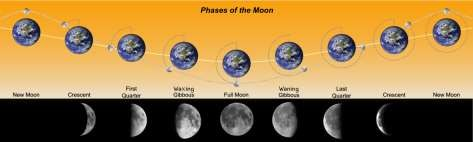 Phases of the Moon
New Moon
Crescent
First
Quarter
Waxing
Gibbous
Full Moon
Waning
Gibbous
Last
Quarter
Crescent
New Moon